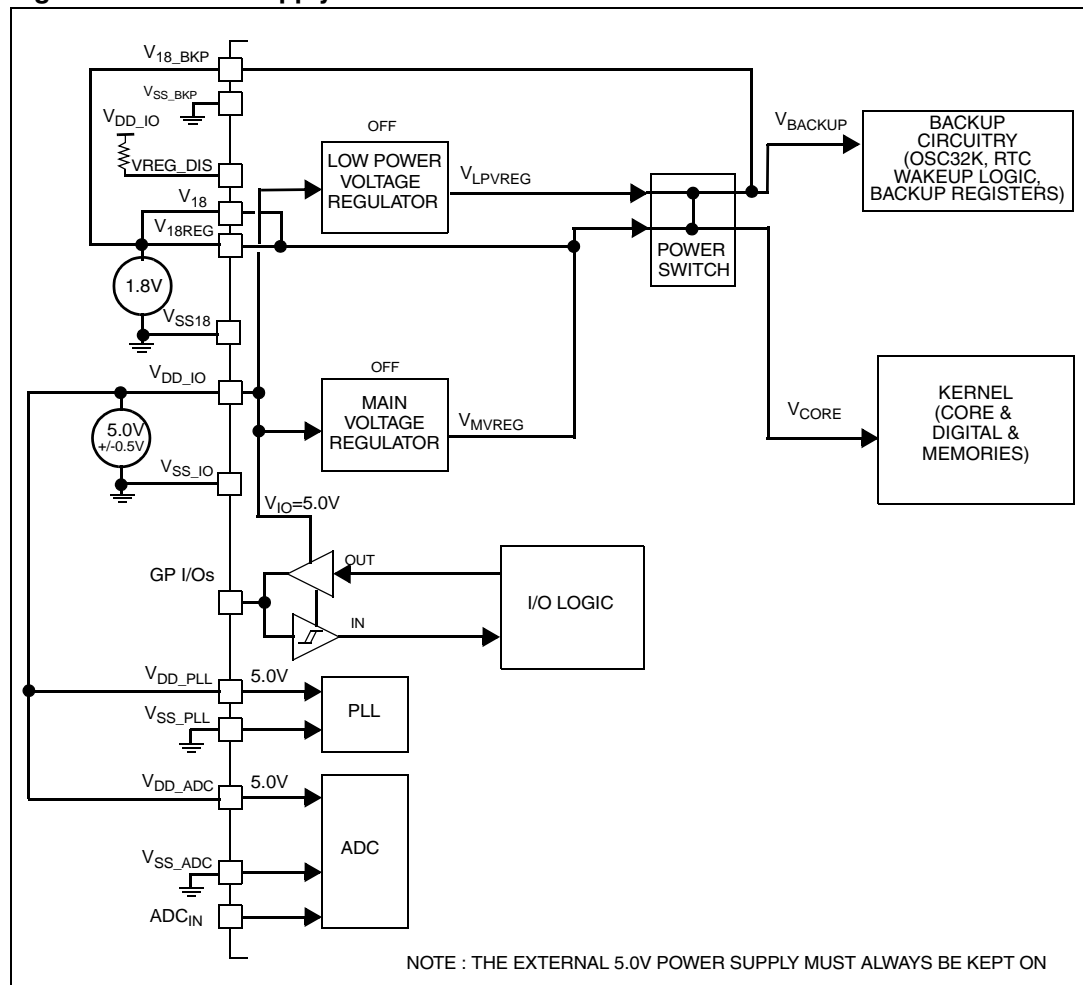 V18_BKP
VSS_BKP
VDD_IO
VREG_DIS
V18
V18REG
1.8V
VSS18
VDD_IO
5.0V
+/-0.5V
VSS_IO
OFF
LOW POWER
VOLTAGE
REGULATOR
VLPVREG
OFF
MAIN
VOLTAGE
REGULATOR
VMVREG
POWER
SWITCH
VBACKUP
BACKUP
CIRCUITRY
(OSC32K, RTC
WAKEUP LOGIC,
BACKUP REGISTERS)
VCORE
KERNEL
(CORE &
DIGITAL &
MEMORIES)
VIO=5.0V
GP I/Os
OUT
IN
I/O LOGIC
VDD_PLL
5.0V
VSS_PLL
PLL
VDD_ADC
5.0V
VSS_ADC
ADCIN
ADC
NOTE : THE EXTERNAL 5.0V POWER SUPPLY MUST ALWAYS BE KEPT ON